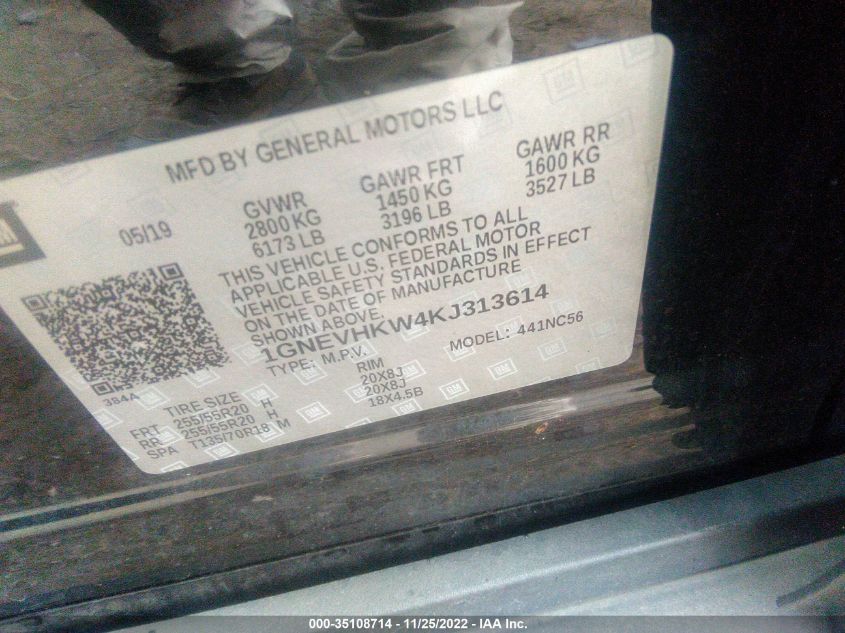 MFD BY GENERAL MOTORS LLC
GM
05/19
GVWR
2800 KG
6173 LB
GAWR FRT
1450 KG
3196 LB
GAWR RR
1600 KG
3527 LB
THIS VEHICLE CONFORMS TO ALL
APPLICABLE U.S. FEDERAL MOTOR
VEHICLE SAFETY STANDARDS IN EFFECT
ON THE DATE OF MANUFACTURE
SHOWN ABOVE.
1GNEVHKW4KJ313614
TYPE: M.P.V.
MODEL: 441NC56
384A
TIRE SIZE RIM
FRT 255/55R20 H 20X8J
RR 255/55R20 H 20X8J
SPA T135/70R18 M 18X4.5B
000-35108714 - 11/25/2022 - IAA Inc.